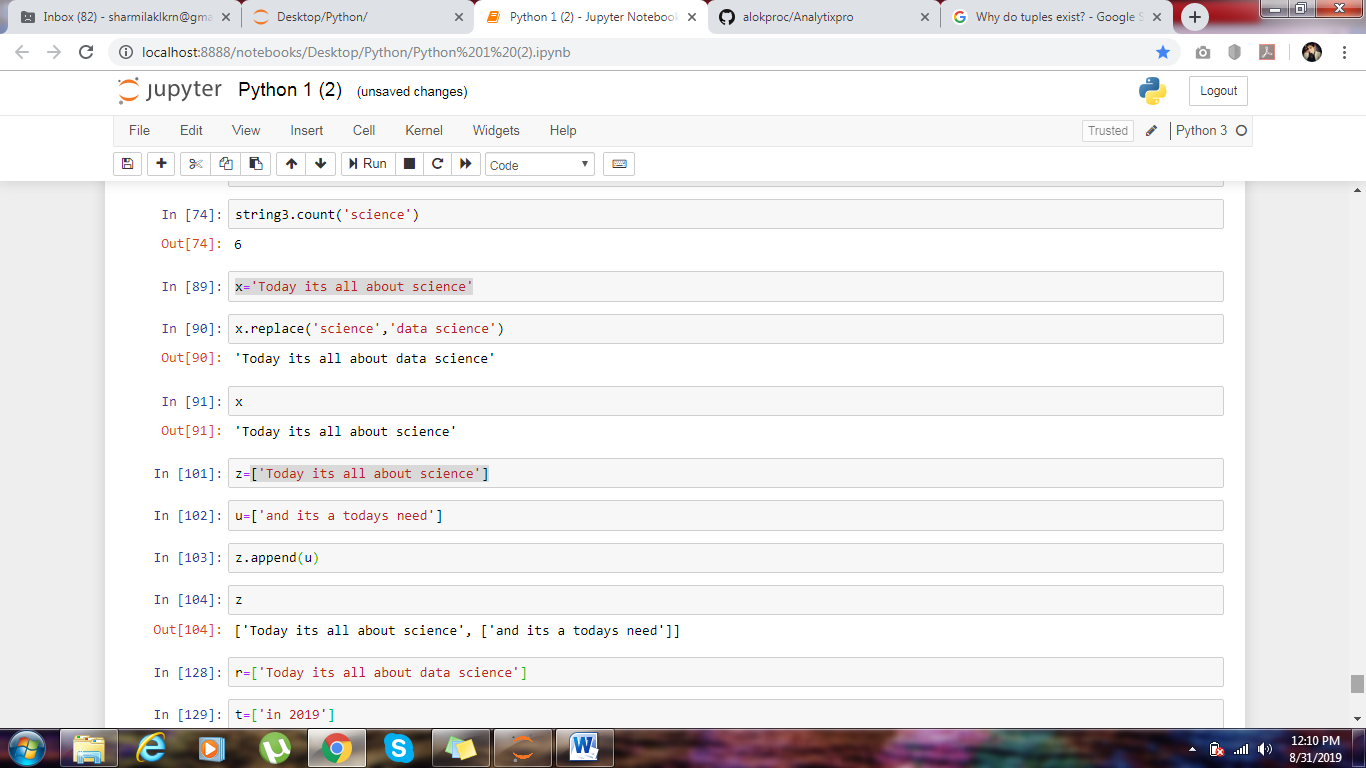 Inbox (82) - sharmilaklkrn@gma
Desktop/Python/
Python 1 (2) - Jupyter Notebook
alokproc/Analytixpro
Why do tuples exist? - Google S
localhost:8888/notebooks/Desktop/Python/Python%201%20(2).ipynb
jupyter Python 1 (2) (unsaved changes)
Logout
File Edit View Insert Cell Kernel Widgets Help
Trusted Python 3
Run Code
In [74]: string3.count('science')
Out[74]: 6
In [89]: x='Today its all about science'
In [90]: x.replace('science','data science')
Out[90]: 'Today its all about data science'
In [91]: x
Out[91]: 'Today its all about science'
In [101]: z=['Today its all about science']
In [102]: u=['and its a todays need']
In [103]: z.append(u)
In [104]: z
Out[104]: ['Today its all about science', ['and its a todays need']]
In [128]: r=['Today its all about data science']
In [129]: t=['in 2019']
12:10 PM
8/31/2019